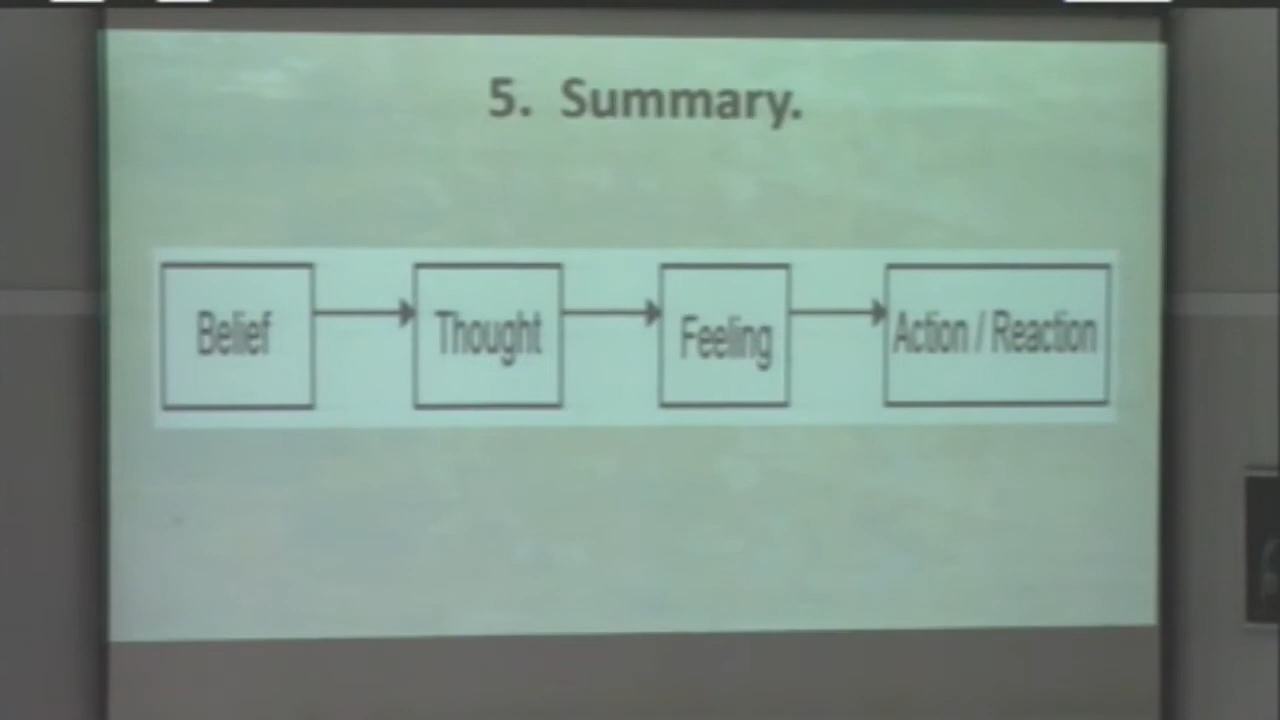 5. Summary.
Belief
Thought
Feeling
Action / Reaction